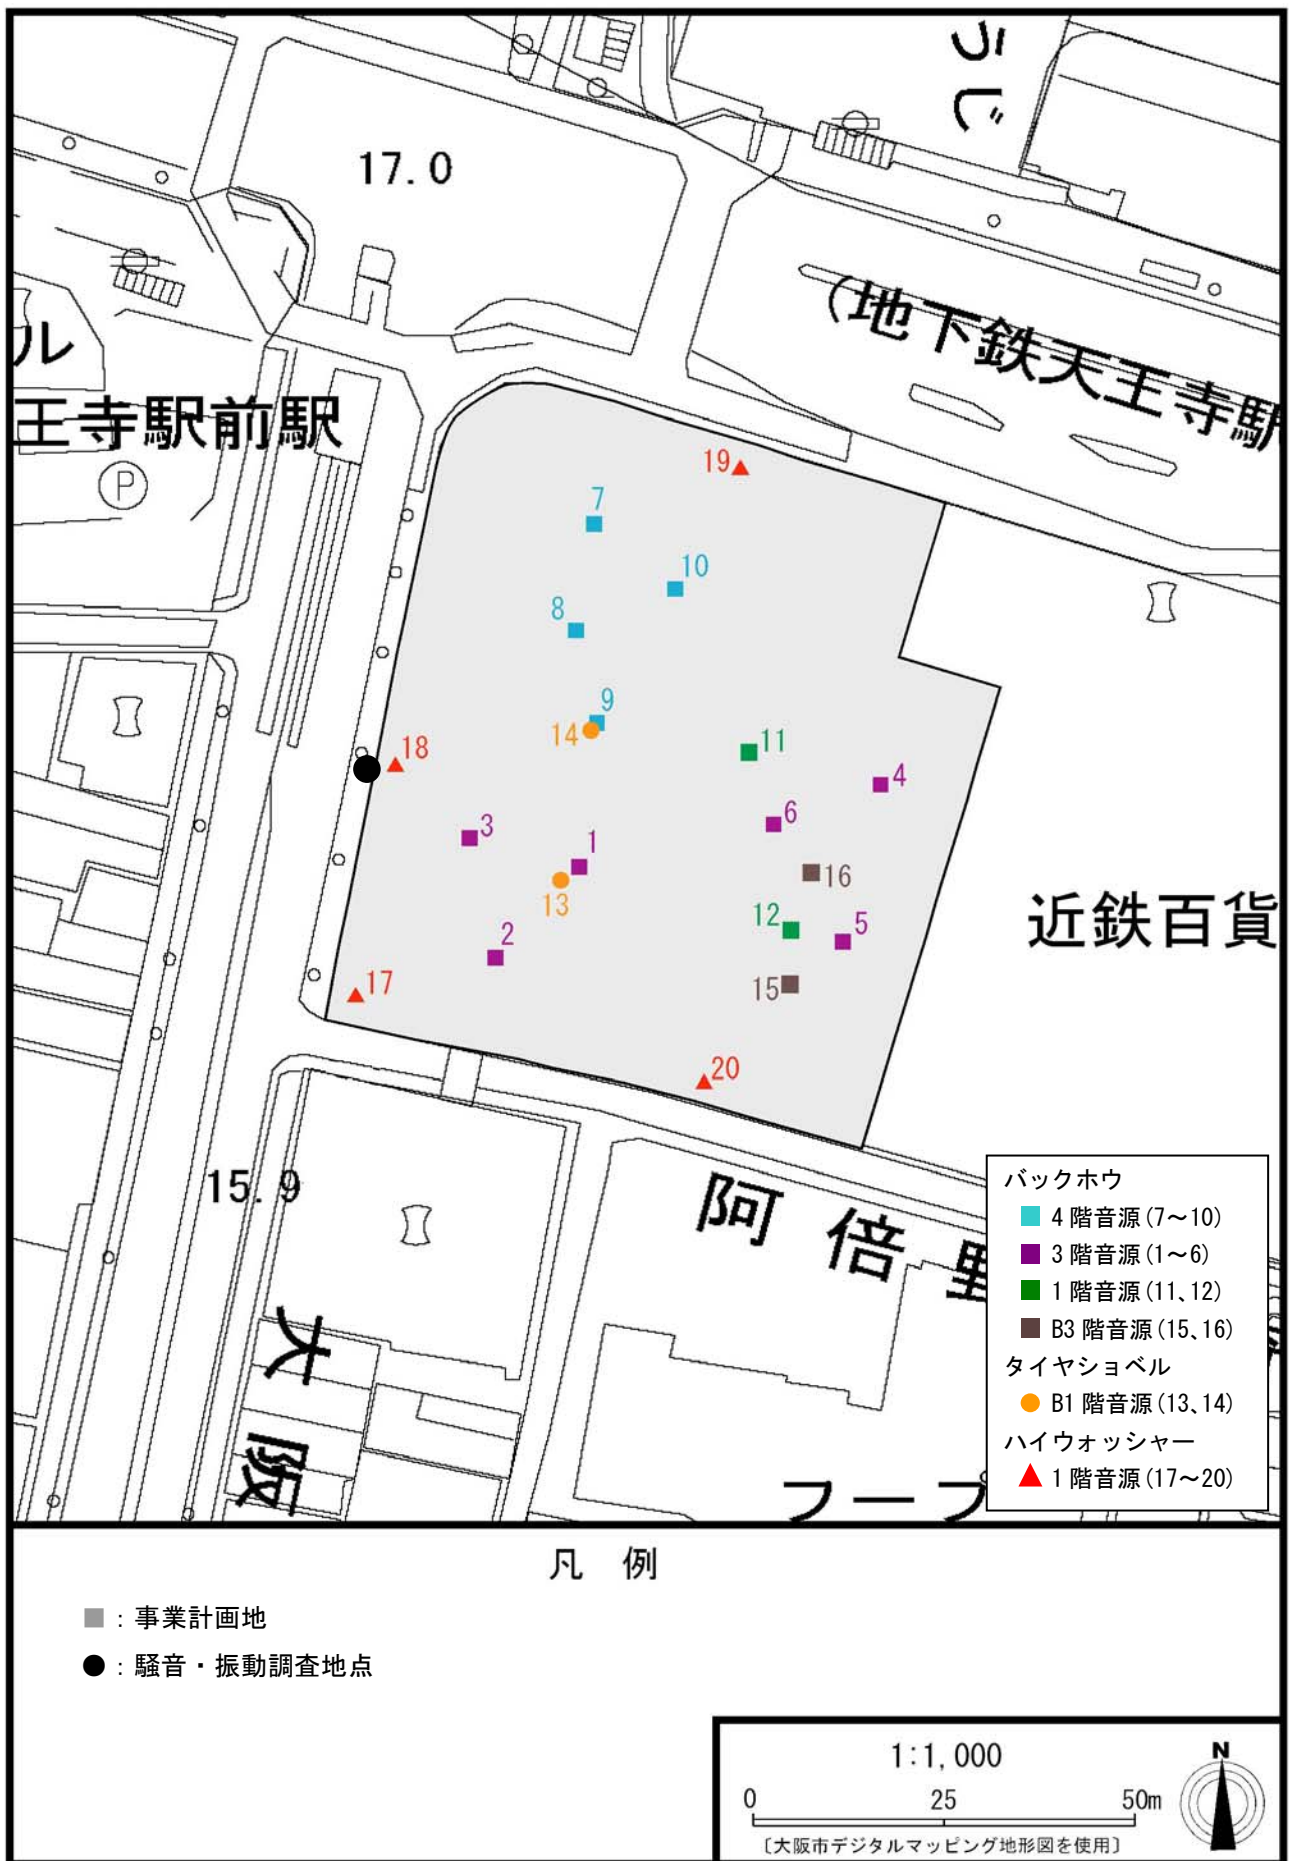 うじ
17.0
(地下鉄天王寺駅
ル
王寺駅前駅
P
19
7
10
8
9
14
11
18
4
6
3
1
16
13
12
5
2
15
17
20
近鉄百貨
15.9
阿倍野
大阪
フープ
バックホウ
4 階音源(7～10)
3 階音源(1～6)
1 階音源(11、12)
B3 階音源(15、16)
タイヤショベル
B1 階音源(13、14)
ハイウォッシャー
1 階音源(17～20)
凡 例
：事業計画地
：騒音・振動調査地点
1:1,000
0 25 50m
〔大阪市デジタルマッピング地形図を使用〕
N